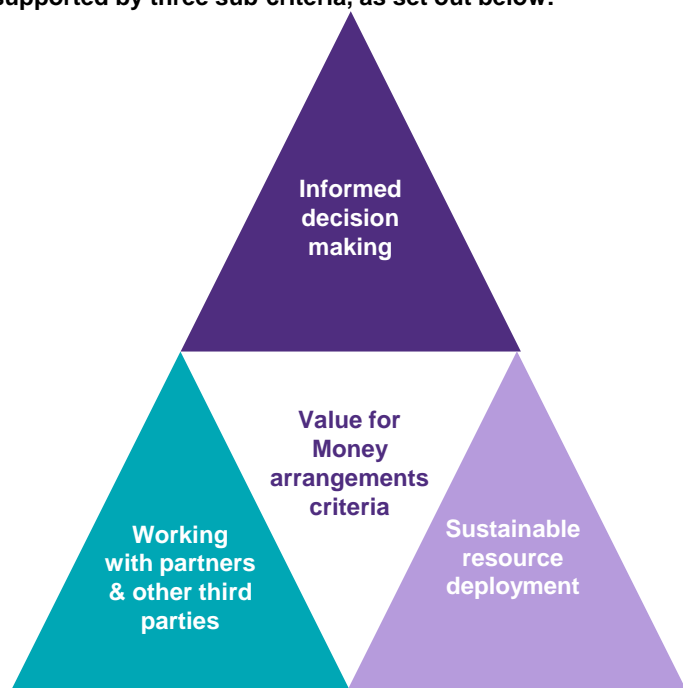 supported by three sub-criteria, as set out below:
Informed
decision
making
Value for
Money
arrangements
criteria
Working
with partners
& other third
parties
Sustainable
resource
deployment